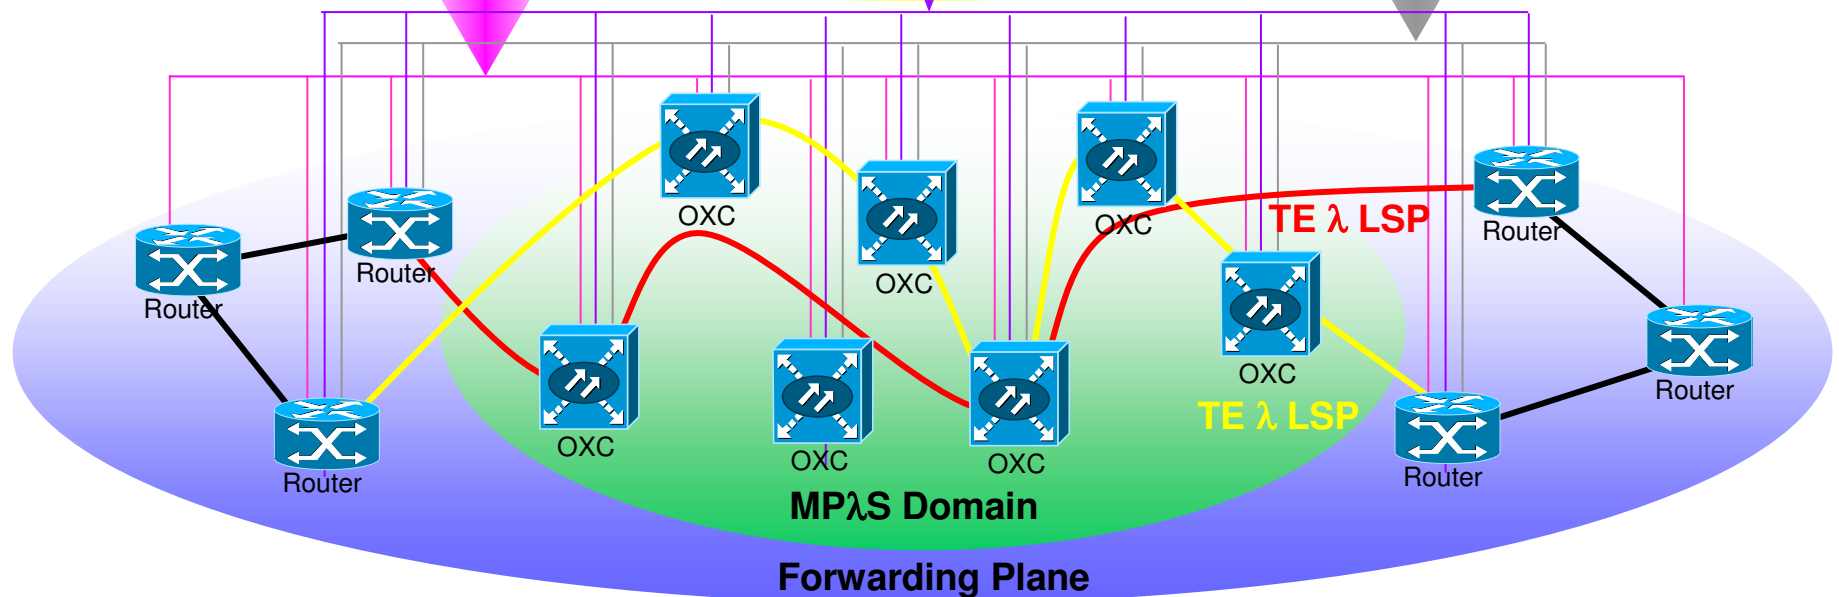 OXC
OXC
TE λ LSP
Router
Router
OXC
Router
OXC
OXC
Router
TE λ LSP
OXC
OXC
OXC
Router
Router
MPλS Domain
Forwarding Plane